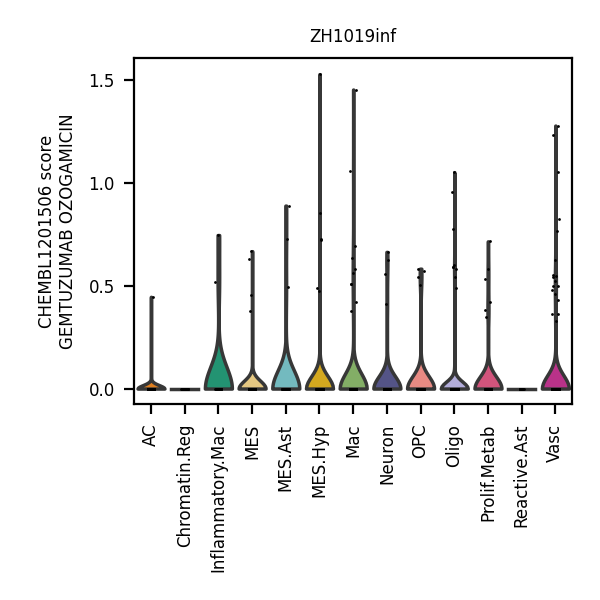 ZH1019inf
CHEMBL1201506 score
GEMTUZUMAB OZOGAMICIN
1.5
1.0
0.5
0.0
AC
Chromatin.Reg
Inflammatory.Mac
MES
MES.Ast
MES.Hyp
Mac
Neuron
OPC
Oligo
Prolif.Metab
Reactive.Ast
Vasc